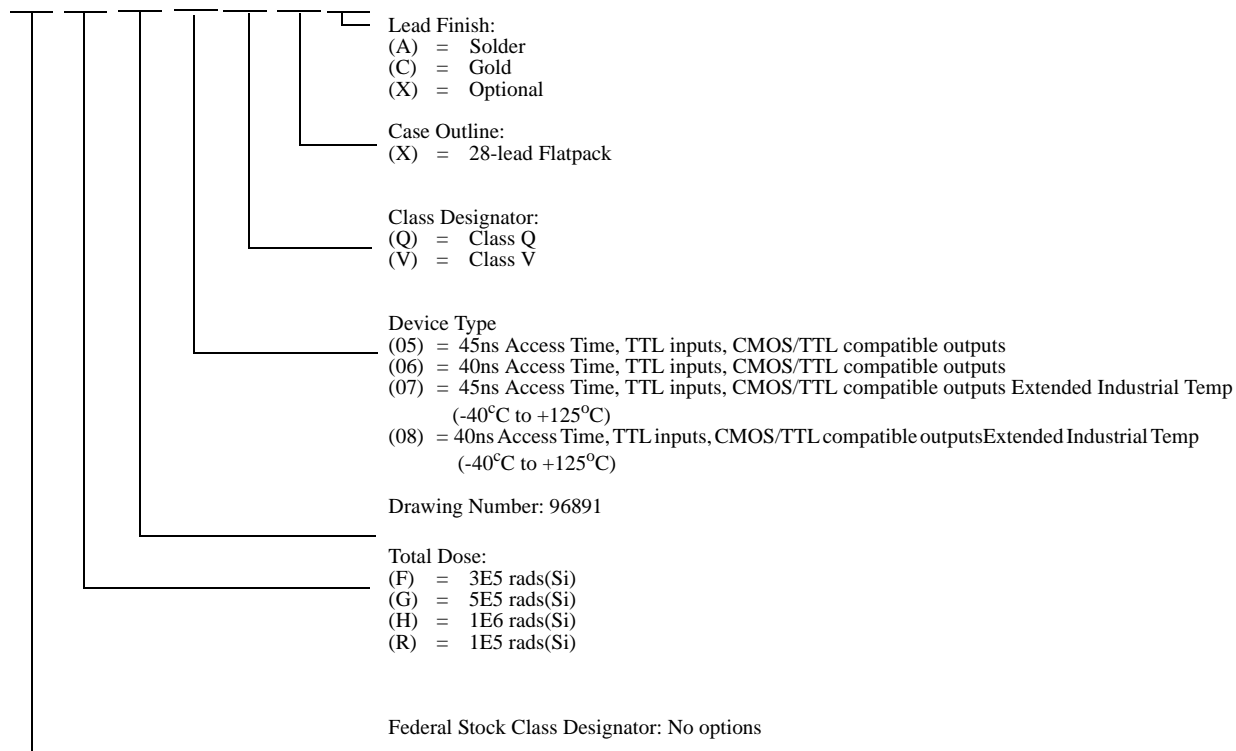 Lead Finish:
(A) = Solder
(C) = Gold
(X) = Optional
Case Outline:
(X) = 28-lead Flatpack
Class Designator:
(Q) = Class Q
(V) = Class V
Device Type
(05) = 45ns Access Time, TTL inputs, CMOS/TTL compatible outputs
(06) = 40ns Access Time, TTL inputs, CMOS/TTL compatible outputs
(07) = 45ns Access Time, TTL inputs, CMOS/TTL compatible outputs Extended Industrial Temp
(-40cC to +125oC)
(08) = 40ns Access Time, TTL inputs, CMOS/TTL compatible outputsExtended Industrial Temp
(-40cC to +125oC)
Drawing Number: 96891
Total Dose:
(F) = 3E5 rads(Si)
(G) = 5E5 rads(Si)
(H) = 1E6 rads(Si)
(R) = 1E5 rads(Si)
Federal Stock Class Designator: No options